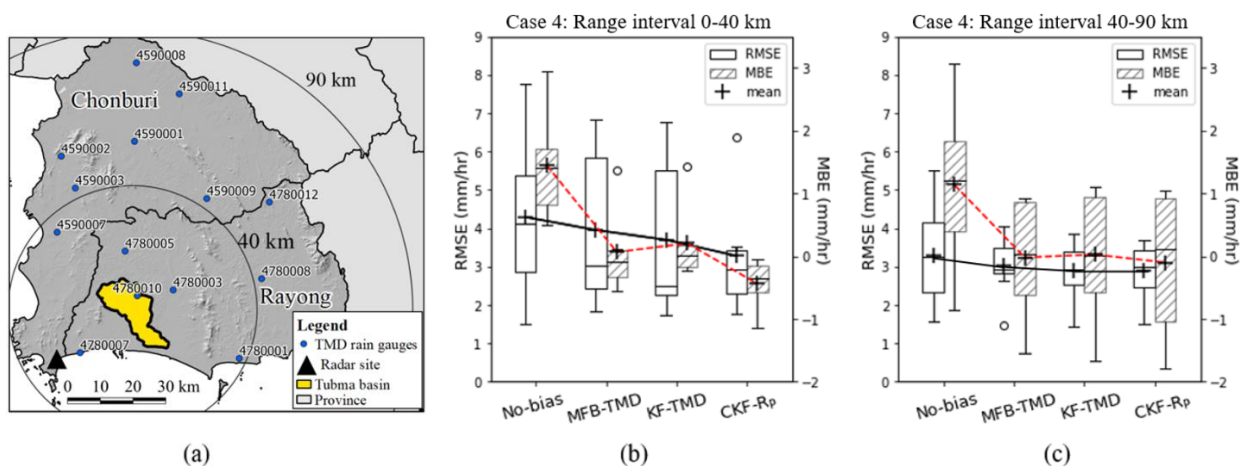 4590008
90 km
Chonburi
4590011
4590001
4590002
4590003
4590009
4780012
4590007
40 km
4780005
4780008
4780010
4780003
Rayong
4780007
4780001
Legend
TMD rain gauges
Radar site
Tubma basin
Province
0 10 20 30 km
(a)
Case 4: Range interval 0-40 km
RMSE (mm/hr)
9
8
7
6
5
4
3
2
1
0
RMSE
MBE
mean
3
2
1
0
−1
−2
MBE (mm/hr)
No-bias MFB-TMD KF-TMD CKF-RP
(b)
Case 4: Range interval 40-90 km
RMSE (mm/hr)
9
8
7
6
5
4
3
2
1
0
RMSE
MBE
mean
3
2
1
0
−1
−2
MBE (mm/hr)
No-bias MFB-TMD KF-TMD CKF-RP
(c)